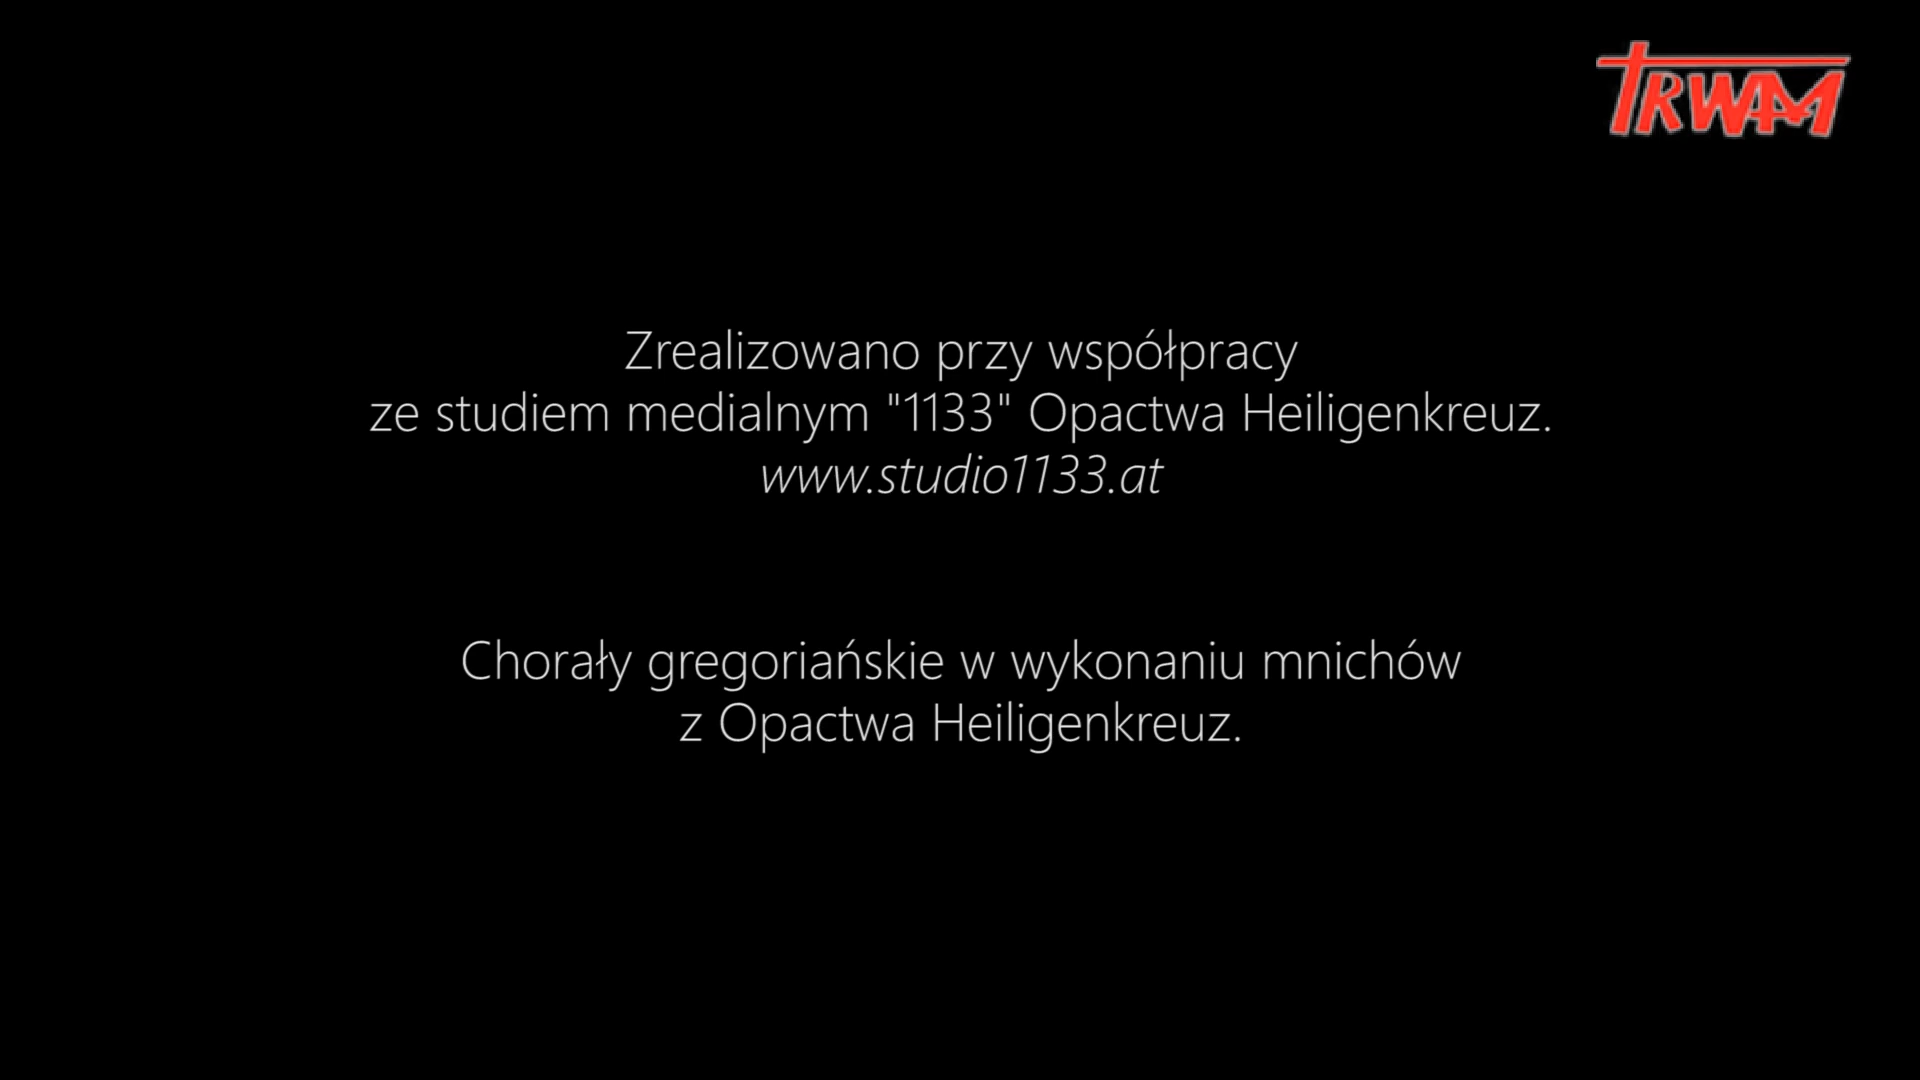 TRWAM
Zrealizowano przy współpracy
ze studiem medialnym "1133" Opactwa Heiligenkreuz.
www.studio1133.at
Chorały gregoriańskie w wykonaniu mnichów
z Opactwa Heiligenkreuz.